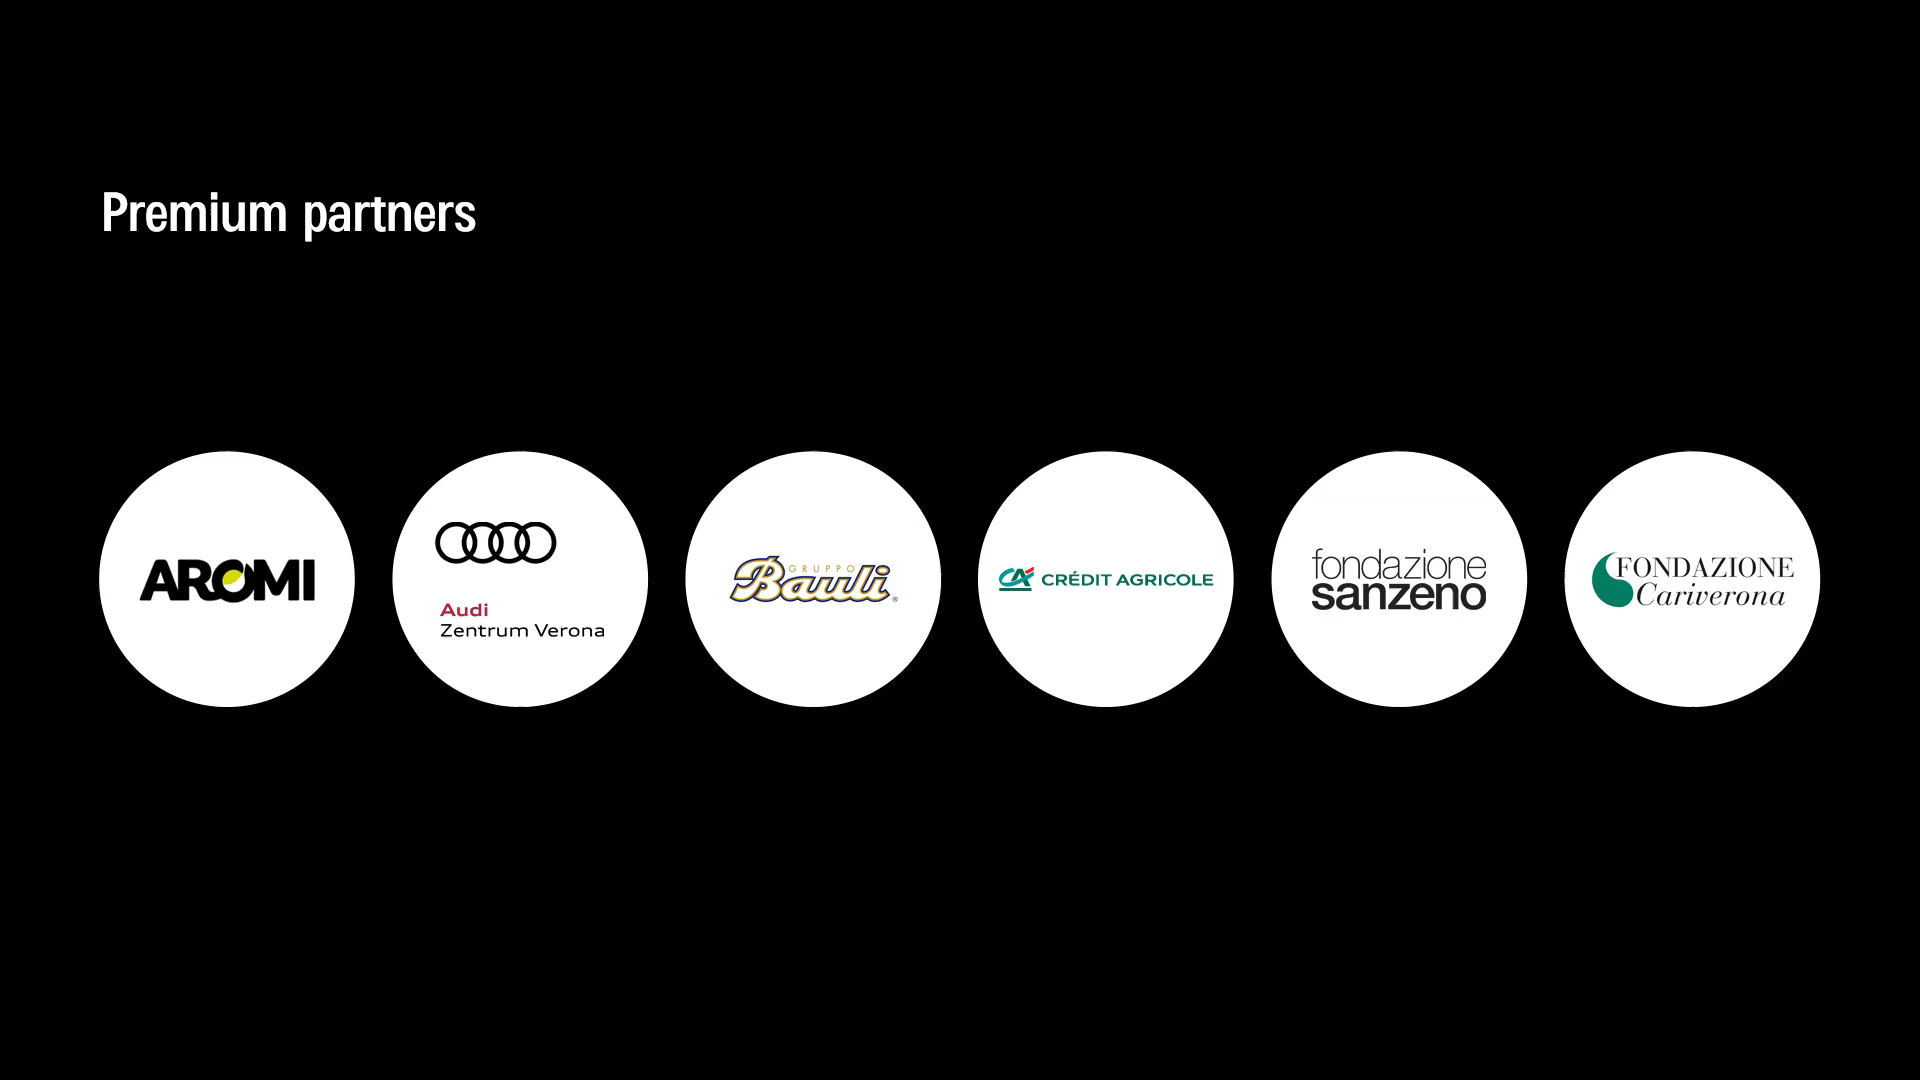 Premium partners
AROMI
Audi
Zentrum Verona
GRUPPO
Bauli
®
CA CRÉDIT AGRICOLE
fondazione
sanzeno
FONDAZIONE
Cariverona